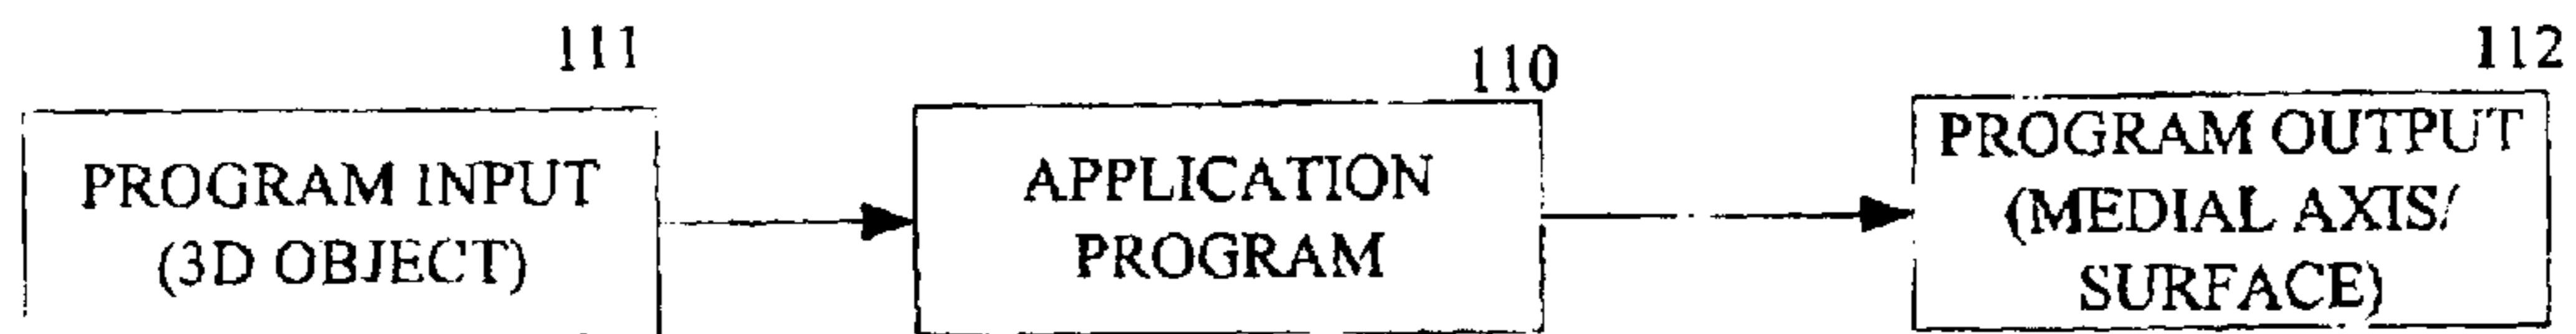 111
PROGRAM INPUT
(3D OBJECT)
110
APPLICATION
PROGRAM
112
PROGRAM OUTPUT
(MEDIAL AXIS/
SURFACE)